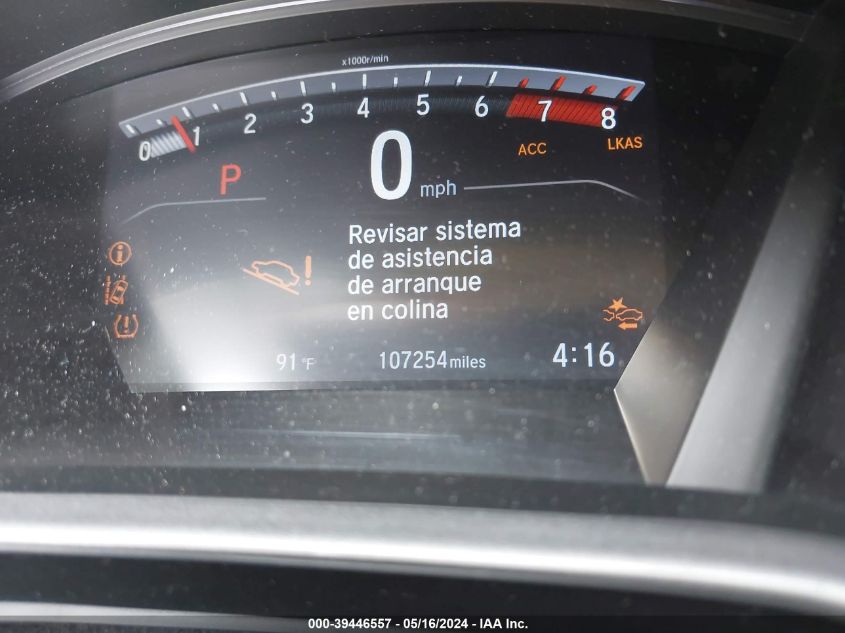 x1000r/min
0 1 2 3 4 5 6 7 8
ACC LKAS
P 0 mph
Revisar sistema
de asistencia
de arranque
en colina
91 °F 107254 miles 4:16
000-39446557 - 05/16/2024 - IAA Inc.